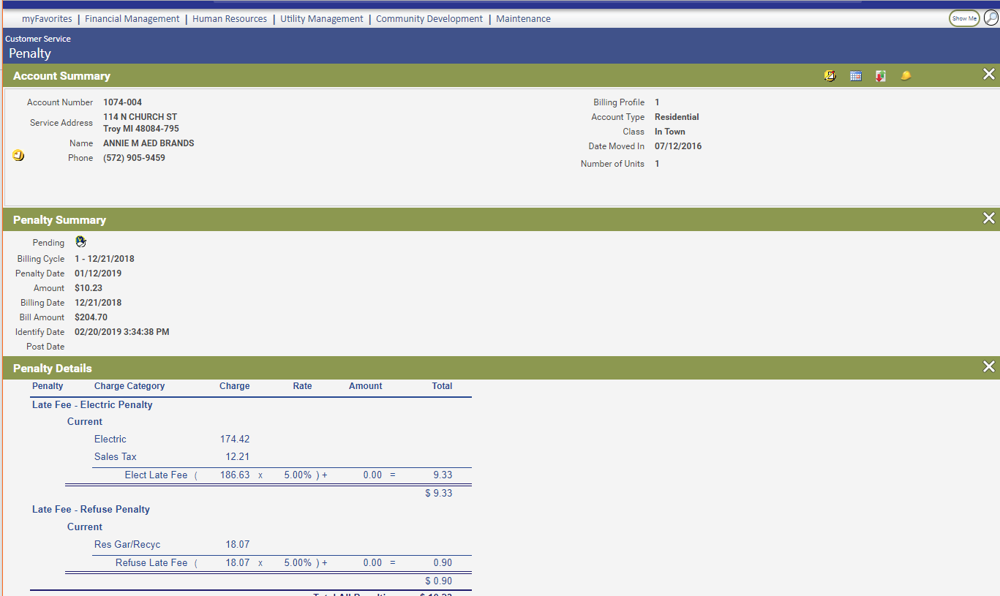 myFavorites | Financial Management | Human Resources | Utility Management | Community Development | Maintenance
Show Me
Customer Service
Penalty
Account Summary
Account Number 1074-004
Service Address 114 N CHURCH ST
Troy MI 48084-795
Name ANNIE M AED BRANDS
Phone (572) 905-9459
Billing Profile 1
Account Type Residential
Class In Town
Date Moved In 07/12/2016
Number of Units 1
Penalty Summary
Pending
Billing Cycle 1 - 12/21/2018
Penalty Date 01/12/2019
Amount $10.23
Billing Date 12/21/2018
Bill Amount $204.70
Identify Date 02/20/2019 3:34:38 PM
Post Date
Penalty Details
Penalty Charge Category Charge Rate Amount Total
Late Fee - Electric Penalty
Current
Electric 174.42
Sales Tax 12.21
Elect Late Fee ( 186.63 x 5.00% ) + 0.00 = 9.33
$ 9.33
Late Fee - Refuse Penalty
Current
Res Gar/Recyc 18.07
Refuse Late Fee ( 18.07 x 5.00% ) + 0.00 = 0.90
$ 0.90